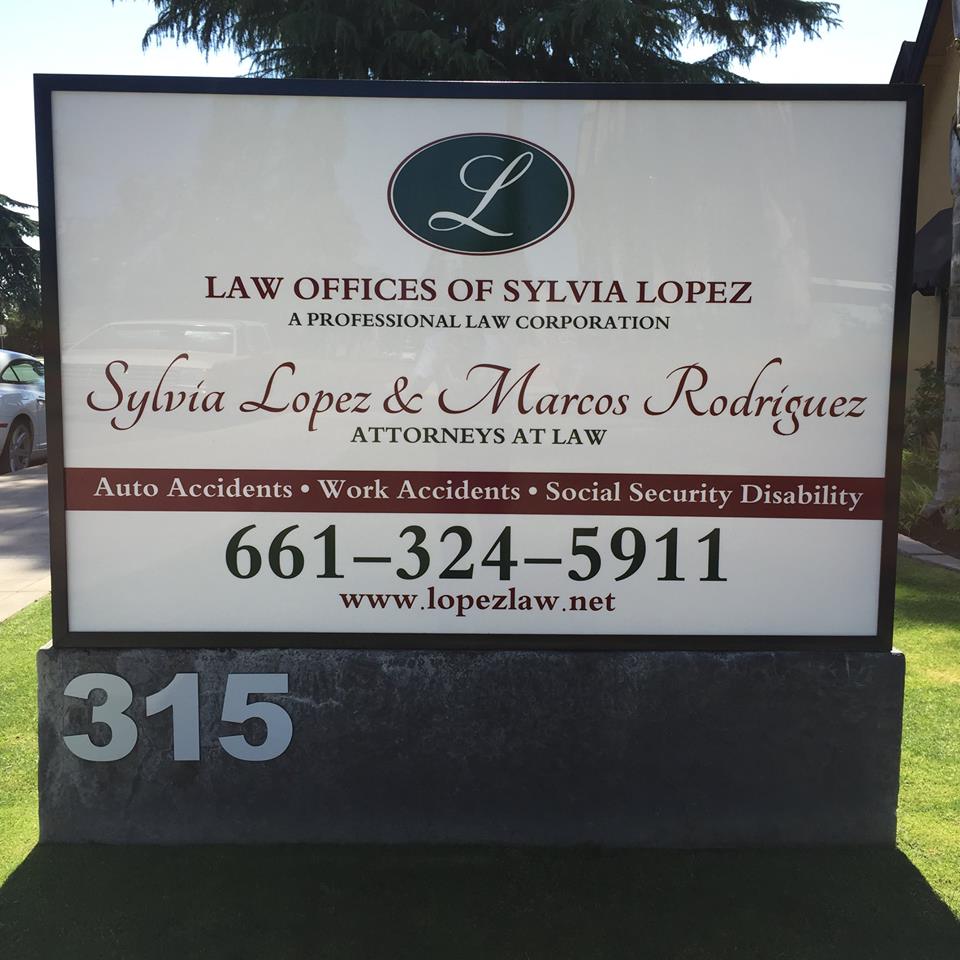 L
LAW OFFICES OF SYLVIA LOPEZ
A PROFESSIONAL LAW CORPORATION
Sylvia Lopez & Marcos Rodriguez
ATTORNEYS AT LAW
Auto Accidents • Work Accidents • Social Security Disability
661-324-5911
www.lopezlaw.net
315